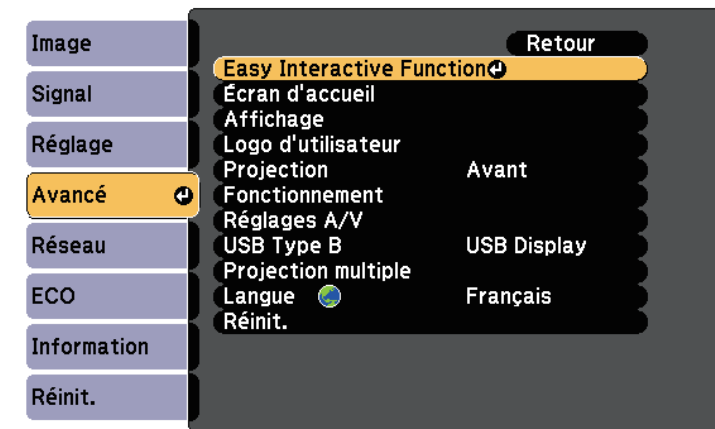 Image
Signal
Réglage
Avancé
Réseau
ECO
Information
Réinit.
Retour
Easy Interactive Function
Écran d'accueil
Affichage
Logo d'utilisateur
Projection Avant
Fonctionnement
Réglages A/V
USB Type B USB Display
Projection multiple
Langue Français
Réinit.